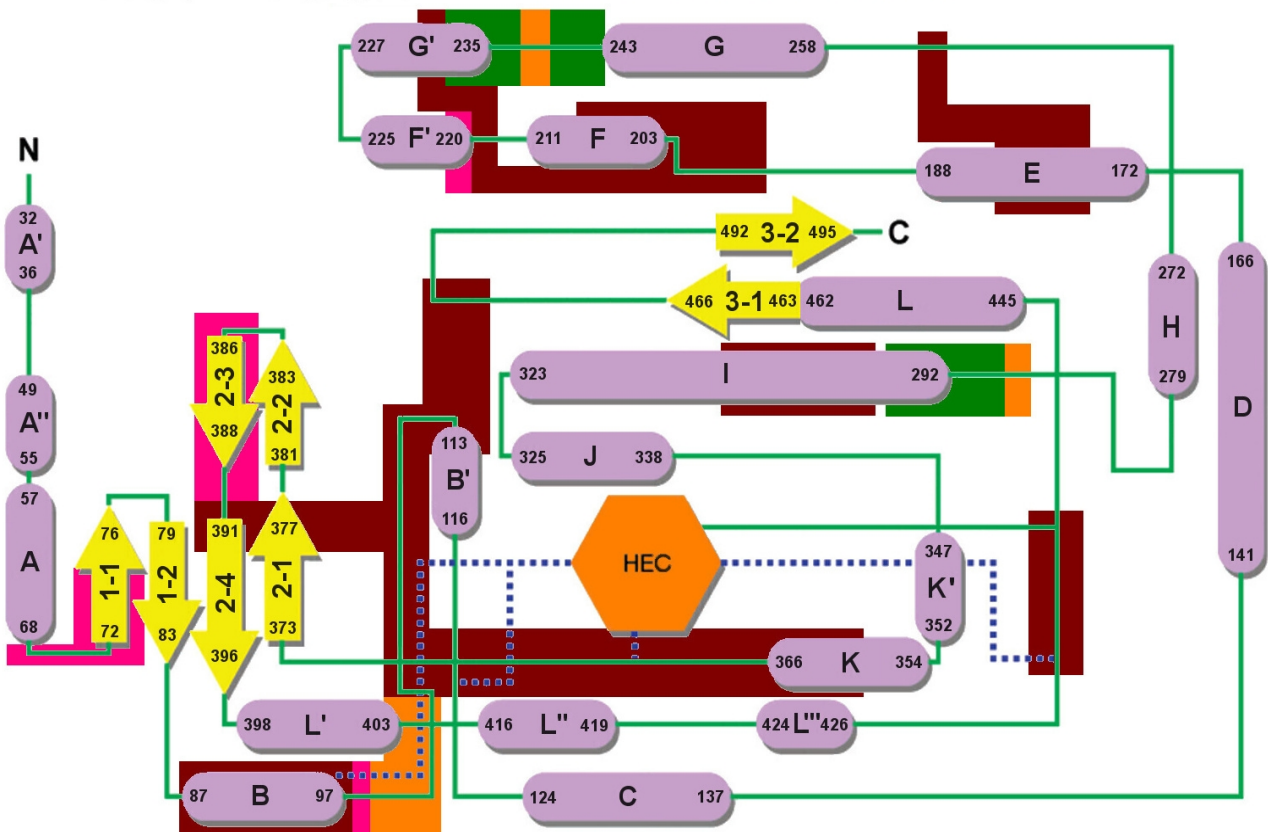 227 G' 235
243 G 258
225 F' 220
211 F 203
188 E 172
N
32 A' 36
492 3-2 495
C
466 3-1 463
462 L 445
166 D 141
272 H 279
49 A" 55
386 2-3 388
383 2-2 381
323 I 292
113 B' 116
325 J 338
57 A 68
76 1-1 72
79 1-2 83
391 2-4 396
377 2-1 373
HEC
347 K' 352
366 K 354
398 L' 403
416 L" 419
424 L''' 426
87 B 97
124 C 137